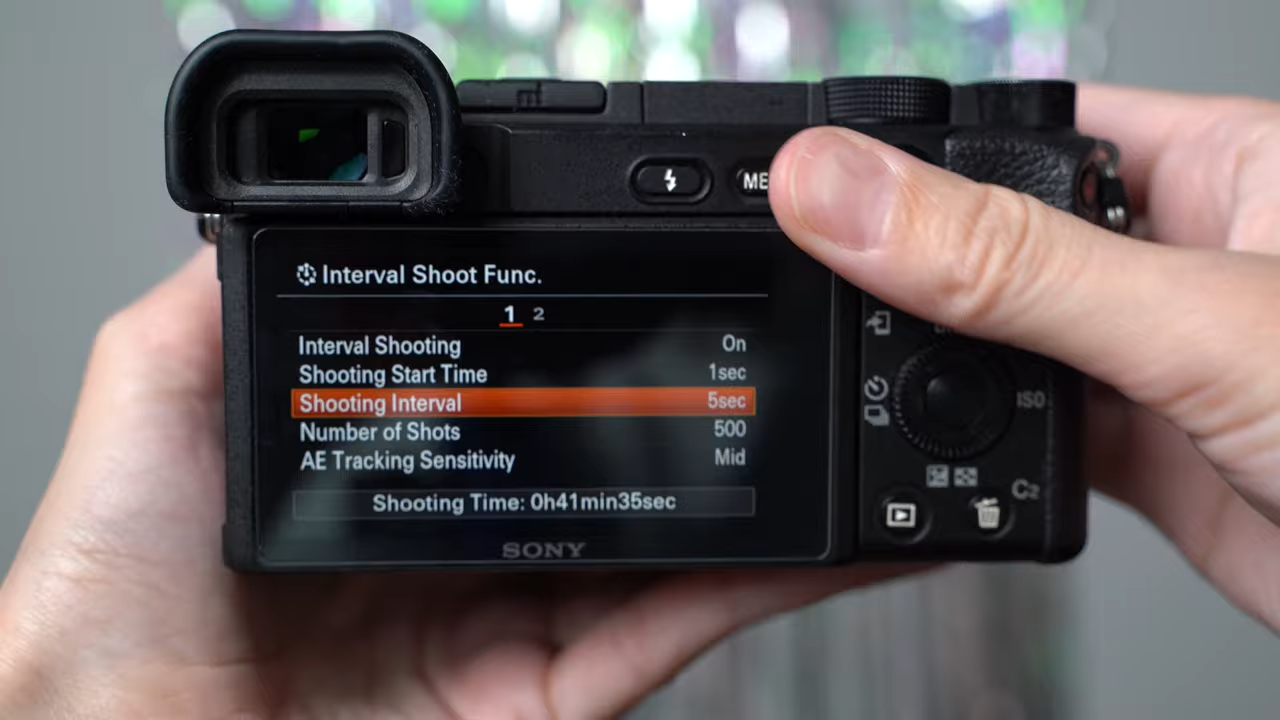 ME
Interval Shoot Func.
1 2
Interval Shooting On
Shooting Start Time 1sec
Shooting Interval 5sec
Number of Shots 500
AE Tracking Sensitivity Mid
Shooting Time: 0h41min35sec
ISO
C2
SONY